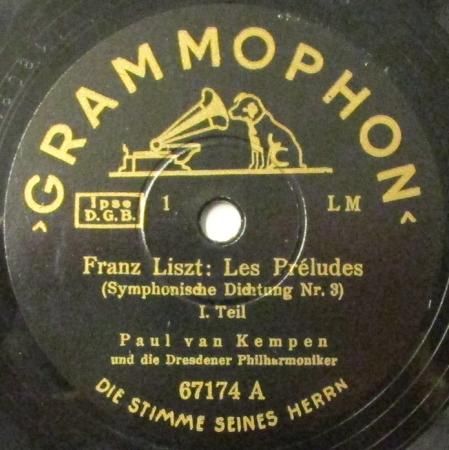 ›GRAMMOPHON‹
Ipse
D.G.B.
1
LM
Franz Liszt: Les Préludes
(Symphonische Dichtung Nr. 3)
I. Teil
Paul van Kempen
und die Dresdener Philharmoniker
67174 A
DIE STIMME SEINES HERRN